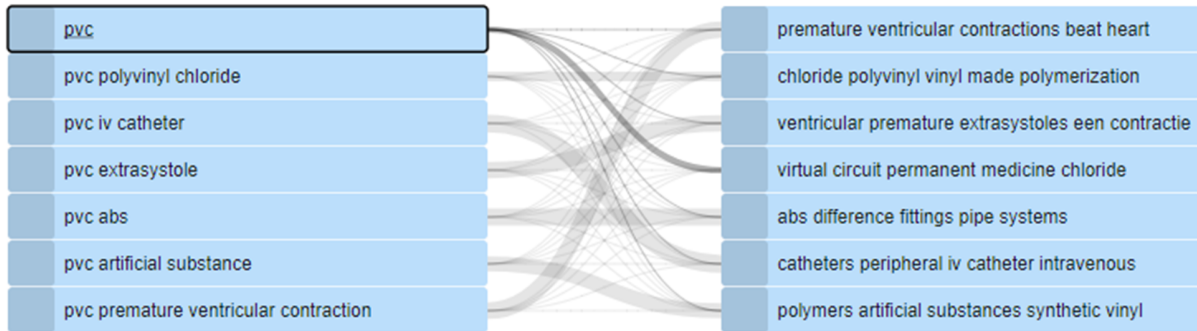 pvc
pvc polyvinyl chloride
pvc iv catheter
pvc extrasystole
pvc abs
pvc artificial substance
pvc premature ventricular contraction
premature ventricular contractions beat heart
chloride polyvinyl vinyl made polymerization
ventricular premature extrasystoles een contractie
virtual circuit permanent medicine chloride
abs difference fittings pipe systems
catheters peripheral iv catheter intravenous
polymers artificial substances synthetic vinyl